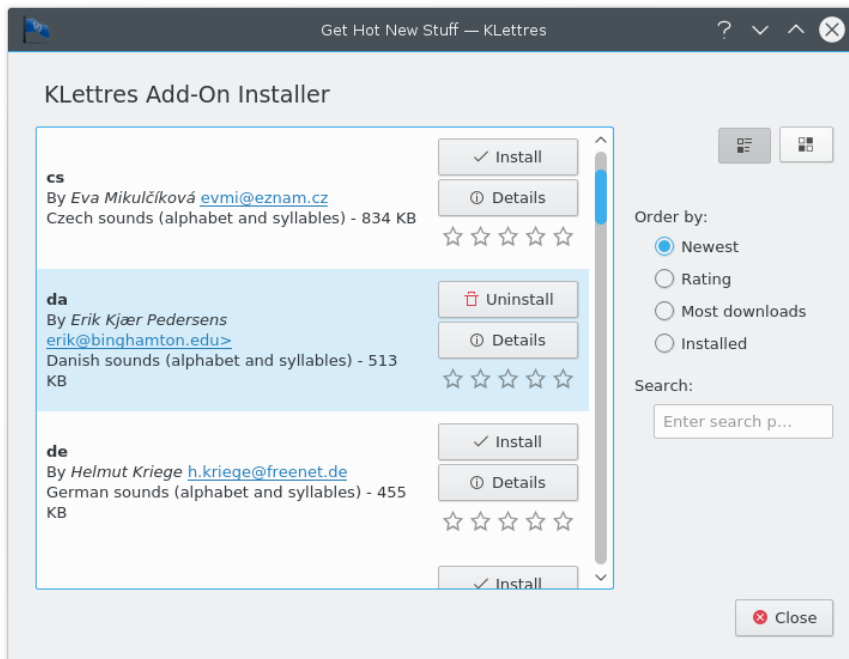 Get Hot New Stuff — KLettres
KLettres Add-On Installer
cs
By Eva Mikulčíková evmi@eznam.cz
Czech sounds (alphabet and syllables) - 834 KB
Install
Details
da
By Erik Kjær Pedersens
erik@binghamton.edu>
Danish sounds (alphabet and syllables) - 513
KB
Uninstall
Details
de
By Helmut Kriege h.kriege@freenet.de
German sounds (alphabet and syllables) - 455
KB
Install
Details
Install
Order by:
Newest
Rating
Most downloads
Installed
Search:
Enter search p...
Close